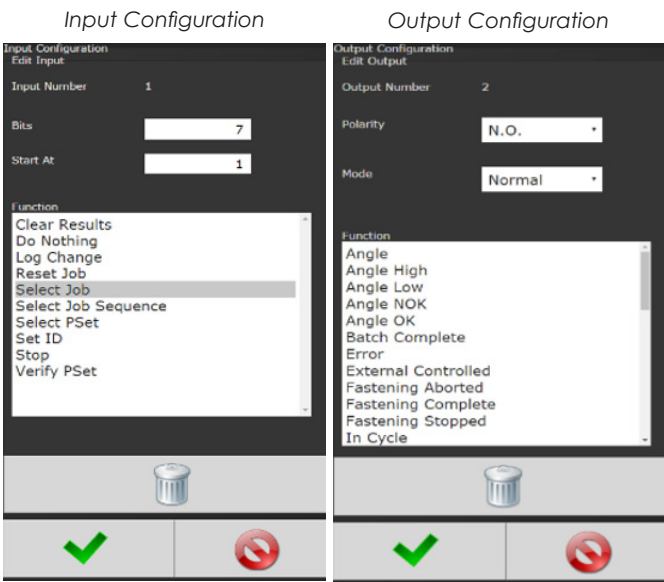 Input Configuration
Input Configuration
Edit Input
Input Number 1
Bits 7
Start At 1
Function
Clear Results
Do Nothing
Log Change
Reset Job
Select Job
Select Job Sequence
Select PSet
Set ID
Stop
Verify PSet
Output Configuration
Output Configuration
Edit Output
Output Number 2
Polarity N.O.
Mode Normal
Function
Angle
Angle High
Angle Low
Angle NOK
Angle OK
Batch Complete
Error
External Controlled
Fastening Aborted
Fastening Complete
Fastening Stopped
In Cycle